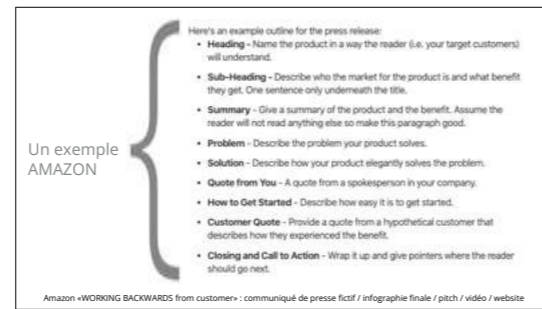 Here's an example outline for the press release:
• Heading - Name the product in a way the reader (i.e. your target customers)
will understand.
• Sub-Heading - Describe who the market for the product is and what benefit
they get. One sentence only underneath the title.
• Summary - Give a summary of the product and the benefit. Assume the
reader will not read anything else so make this paragraph good.
• Problem - Describe the problem your product solves.
• Solution - Describe how your product elegantly solves the problem.
• Quote from You - A quote from a spokesperson in your company.
• How to Get Started - Describe how easy it is to get started.
• Customer Quote - Provide a quote from a hypothetical customer that
describes how they experienced the benefit.
• Closing and Call to Action - Wrap it up and give pointers where the reader
should go next.
Un exemple
AMAZON
Amazon «WORKING BACKWARDS from customer» : communiqué de presse fictif / infographie finale / pitch / vidéo / website